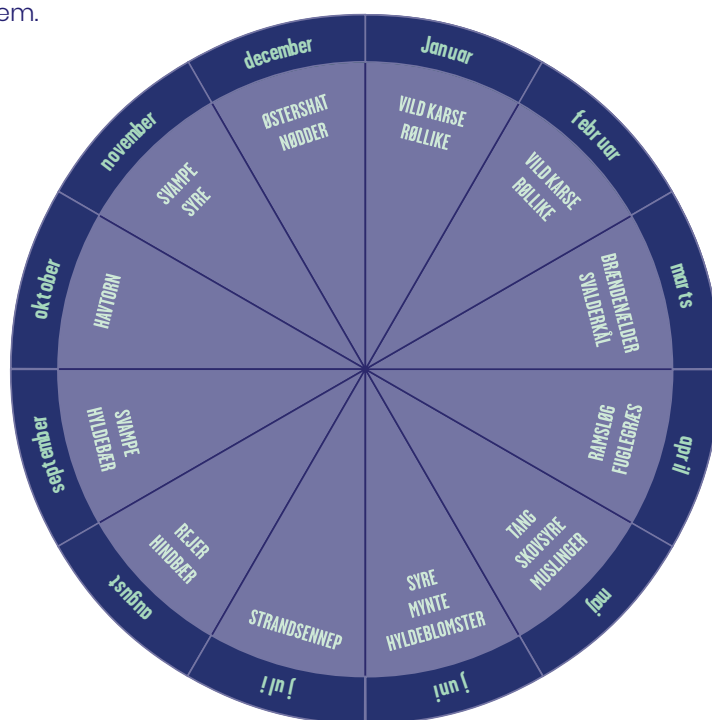 em.
Januar
VILD KARSE
RØLLIKE
februar
VILD KARSE
RØLLIKE
marts
BRÆNDENÆLDER
SVALDERKÅL
april
RAMSLØG
FUGLEGRÆS
maj
TANG
SKOVSYRE
MUSLINGER
juni
SYRE
MYNTE
HYLDEBLOMSTER
juli
STRANDSENNEP
august
REJER
HINDBÆR
september
SVAMPE
HYLDEBÆR
oktober
HAVTORN
november
SVAMPE
SYRE
december
ØSTERSHAT
NØDDER